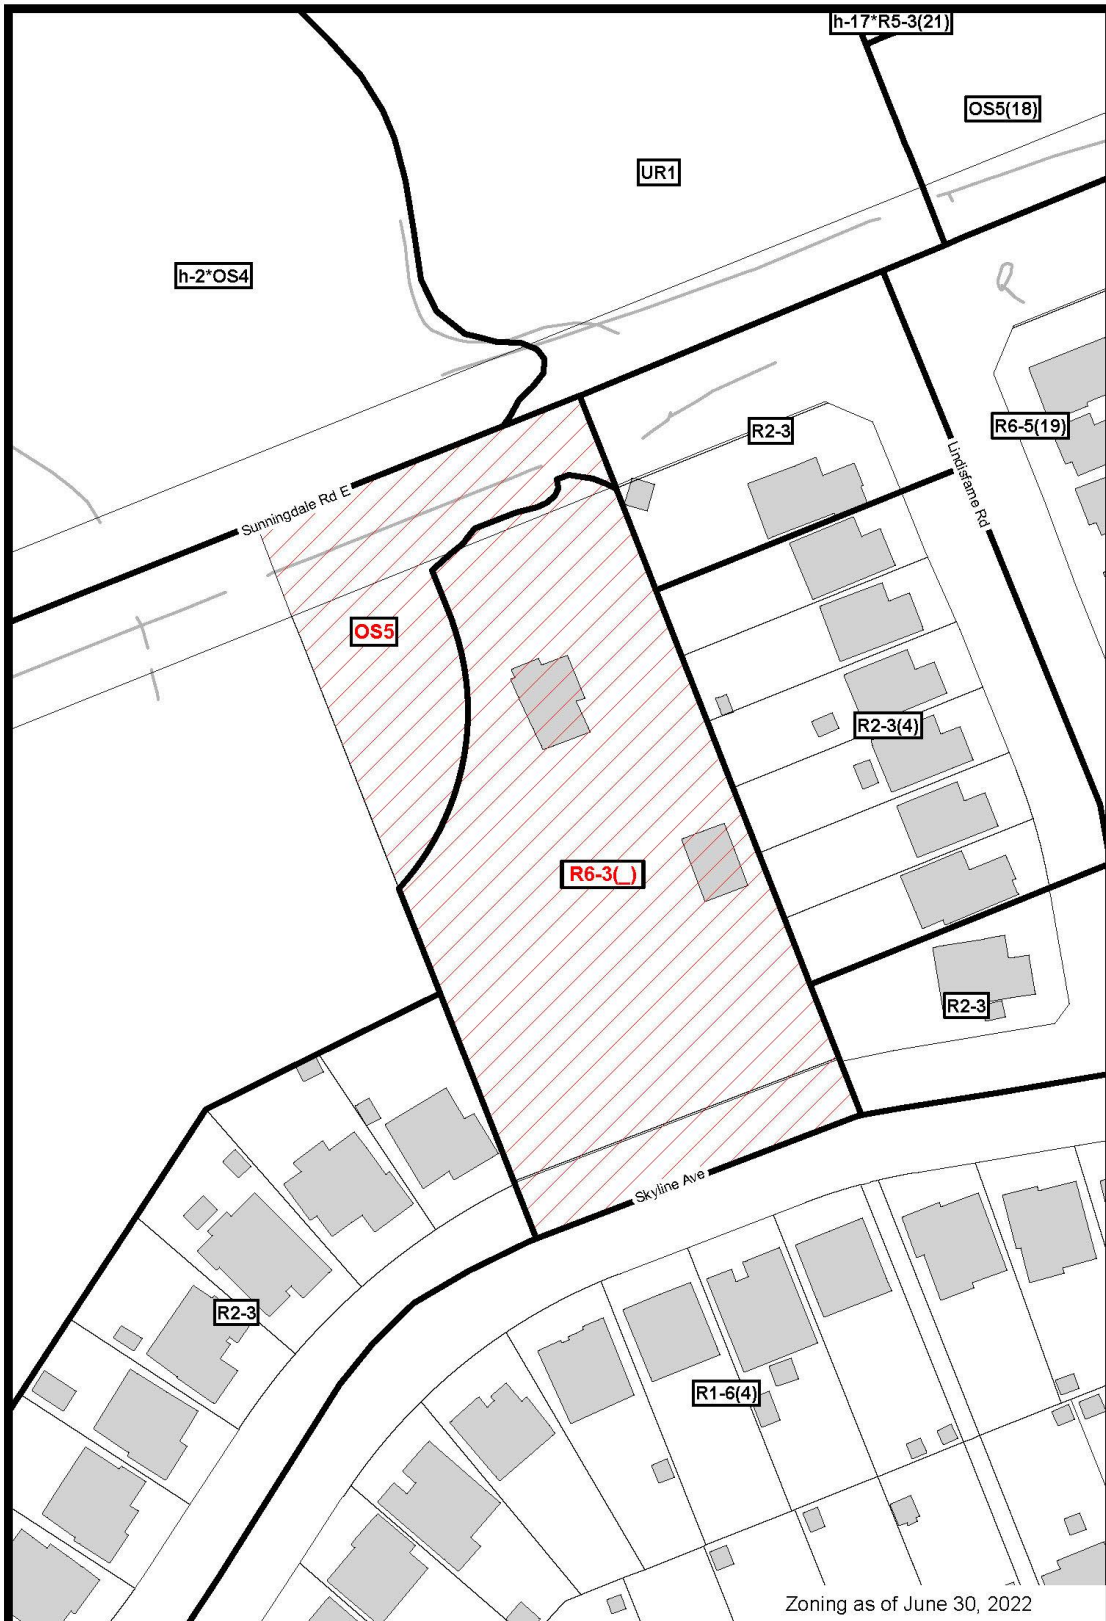 h-17*R5-3(21)
OS5(18)
UR1
h-2*OS4
R2-3
R6-5(19)
Lindisfarne Rd
Sunningdale Rd E
OS5
R2-3(4)
R6-3(_)
R2-3
Skyline Ave
R2-3
R1-6(4)
Zoning as of June 30, 2022